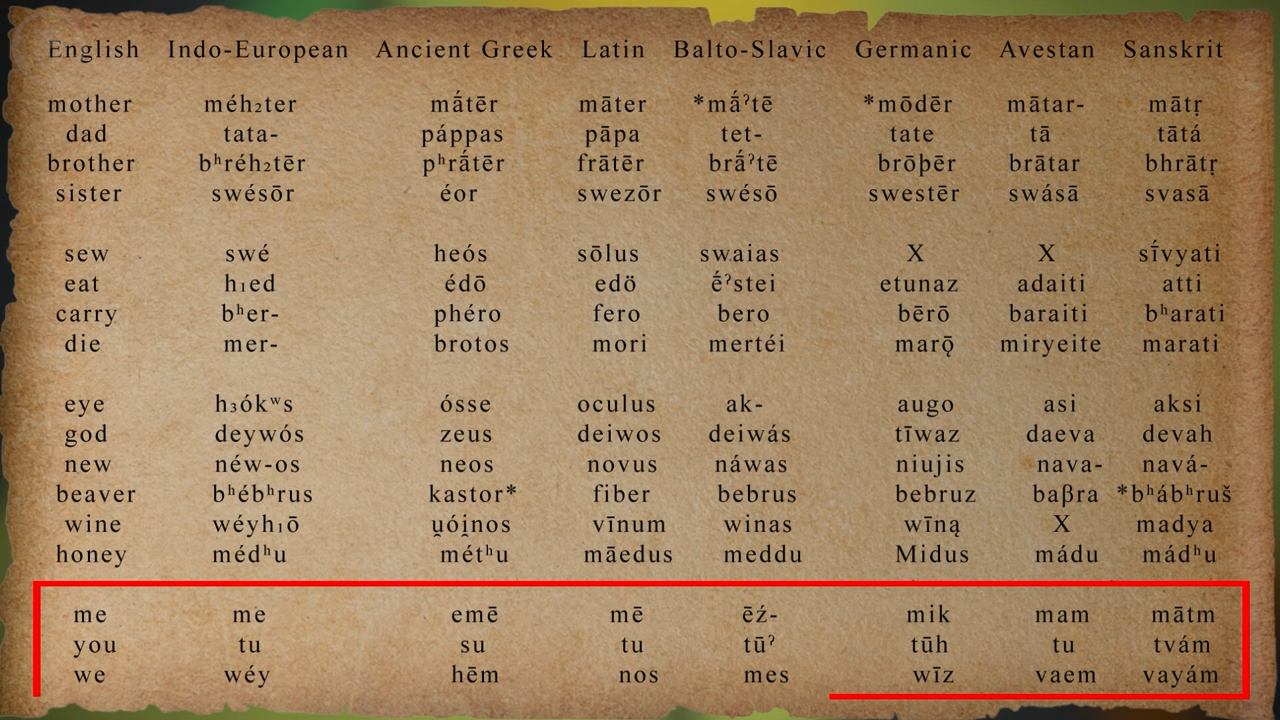 English Indo-European Ancient Greek Latin Balto-Slavic Germanic Avestan Sanskrit
mother méh₂ter mā́tēr māter *mā́ˀtē *mōdēr mātar- mātṛ
dad tata- páppas pāpa tet- tate tā tātá
brother bʰréh₂tēr pʰrā́tēr frātēr brā́ˀtē brōþēr brātar bhrātṛ
sister swésōr éor swezōr swésō swestēr swásā svasā
sew swé heós sōlus swaias X X sī́vyati
eat h₁ed édō edö ḗˀstei etunaz adaiti atti
carry bʰer- phéro fero bero bērō baraiti bʰarati
die mer- brotos mori mertéi marǭ miryeite marati
eye h₃ókʷs ósse oculus ak- augo asi aksi
god deywós zeus deiwos deiwás tīwaz daeva devah
new néw-os neos novus náwas niujis nava- navá-
beaver bʰébʰrus kastor* fiber bebrus bebruz baβra *bʰábʰruš
wine wéyh₁ō u̯ói̯nos vīnum winas wīną X madya
honey médʰu métʰu māedus meddu Midus mádu mádʰu
me me emē mē ēź- mik mam mātm
you tu su tu tūˀ tūh tu tvám
we wéy hēm nos mes wīz vaem vayám